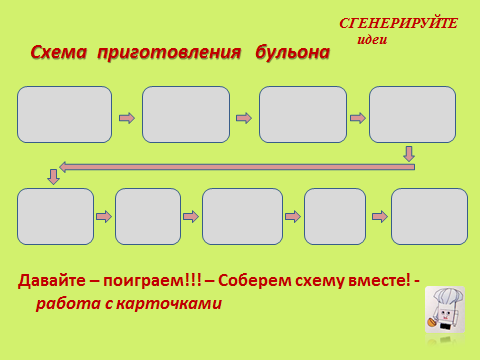 СГЕНЕРИРУЙТЕ
идеи
Схема приготовления бульона
Давайте – поиграем!!! – Соберем схему вместе! -
работа с карточками